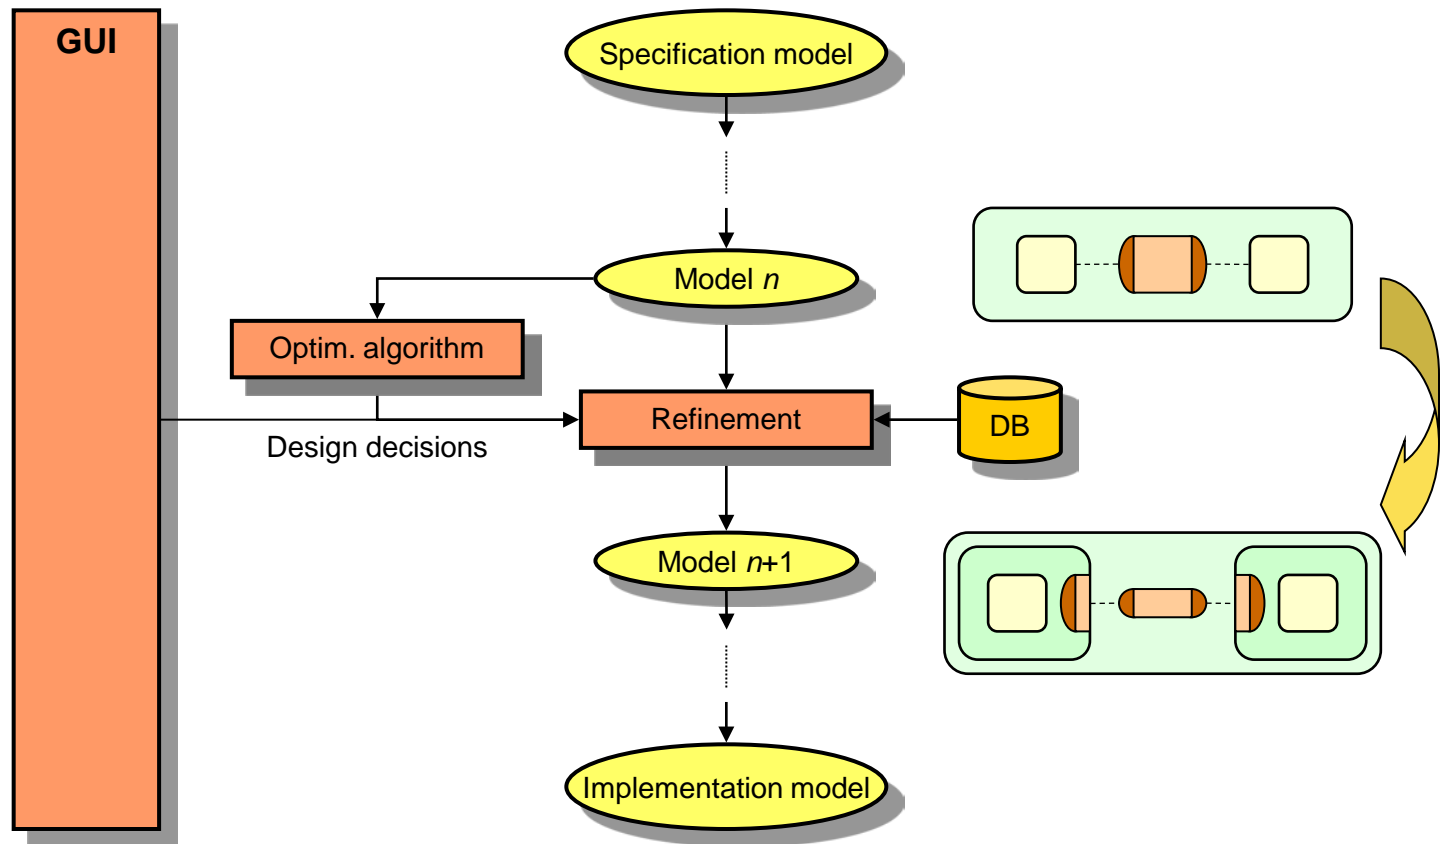 GUI
Specification model
Model n
Optim. algorithm
Refinement
DB
Design decisions
Model n+1
Implementation model